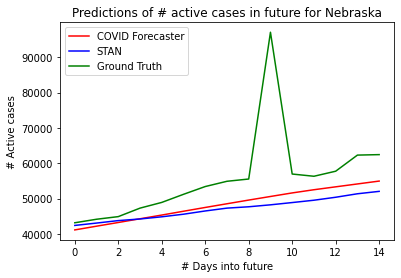 Predictions of # active cases in future for Nebraska
COVID Forecaster
STAN
Ground Truth
# Active cases
90000
80000
70000
60000
50000
40000
0 2 4 6 8 10 12 14
# Days into future